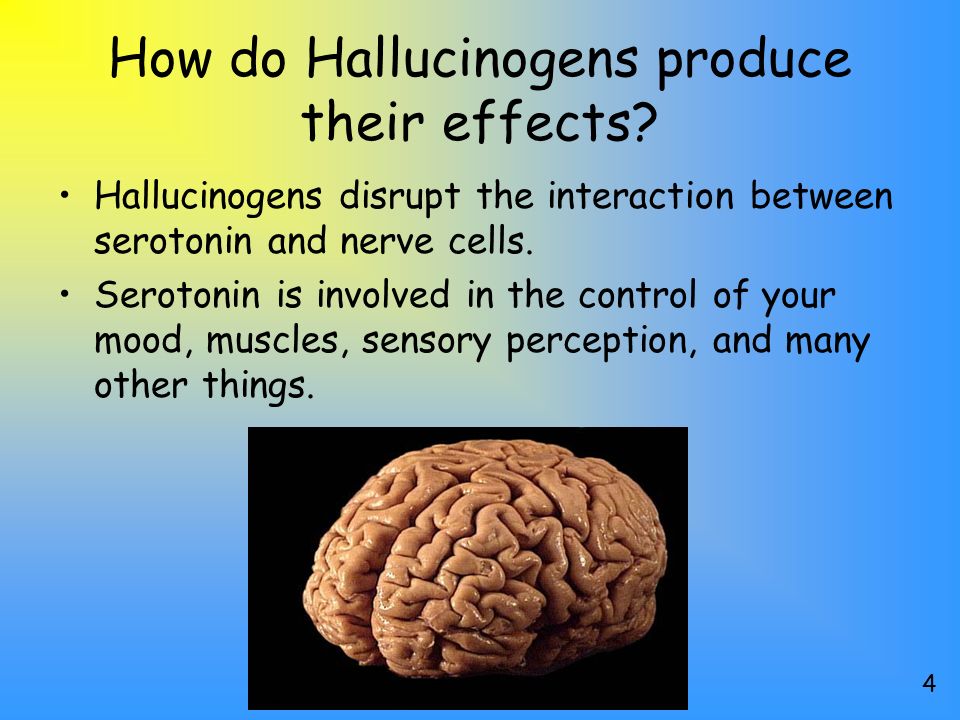 How do Hallucinogens produce
their effects?
• Hallucinogens disrupt the interaction between
serotonin and nerve cells.
• Serotonin is involved in the control of your
mood, muscles, sensory perception, and many
other things.
4